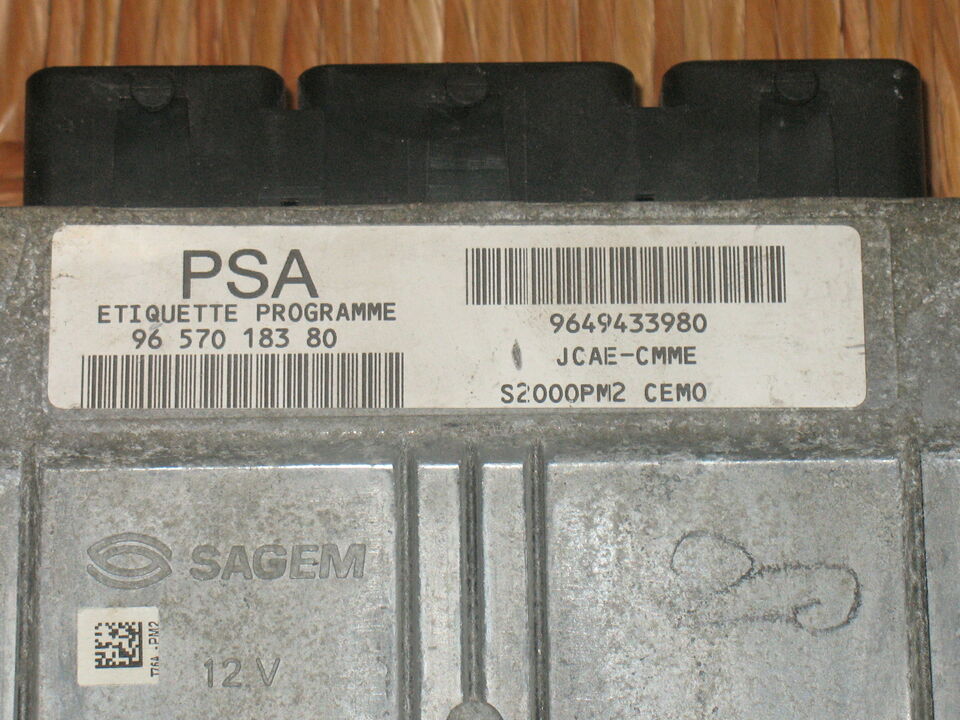 PSA
ETIQUETTE PROGRAMME
96 570 183 80
9649433980
JCAE-CMME
S2000PM2 CEMO
SAGEM
12 V